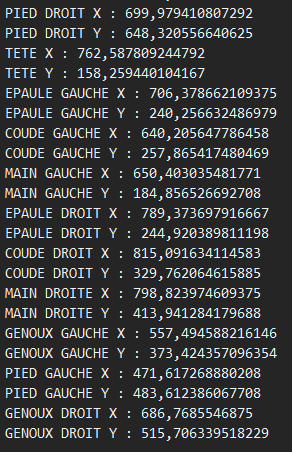 PIED DROIT X : 699,979410807292
PIED DROIT Y : 648,320556640625
TETE X : 762,587809244792
TETE Y : 158,259440104167
EPAULE GAUCHE X : 706,378662109375
EPAULE GAUCHE Y : 240,256632486979
COUDE GAUCHE X : 640,205647786458
COUDE GAUCHE Y : 257,865417480469
MAIN GAUCHE X : 650,403035481771
MAIN GAUCHE Y : 184,856526692708
EPAULE DROIT X : 789,373697916667
EPAULE DROIT Y : 244,920389811198
COUDE DROIT X : 815,091634114583
COUDE DROIT Y : 329,762064615885
MAIN DROITE X : 798,823974609375
MAIN DROITE Y : 413,941284179688
GENOUX GAUCHE X : 557,494588216146
GENOUX GAUCHE Y : 373,424357096354
PIED GAUCHE X : 471,617268880208
PIED GAUCHE Y : 483,612386067708
GENOUX DROIT X : 686,7685546875
GENOUX DROIT Y : 515,706339518229